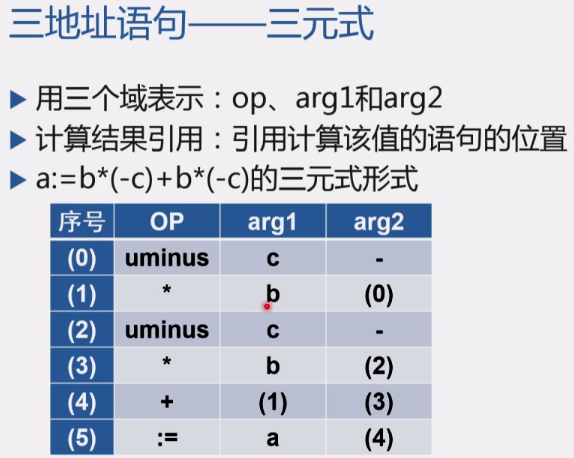 三地址语句——三元式
▶ 用三个域表示：op、arg1和arg2
▶ 计算结果引用：引用计算该值的语句的位置
▶ a:=b*(-c)+b*(-c)的三元式形式
序号 OP arg1 arg2
(0) uminus c -
(1) * b (0)
(2) uminus c -
(3) * b (2)
(4) + (1) (3)
(5) := a (4)